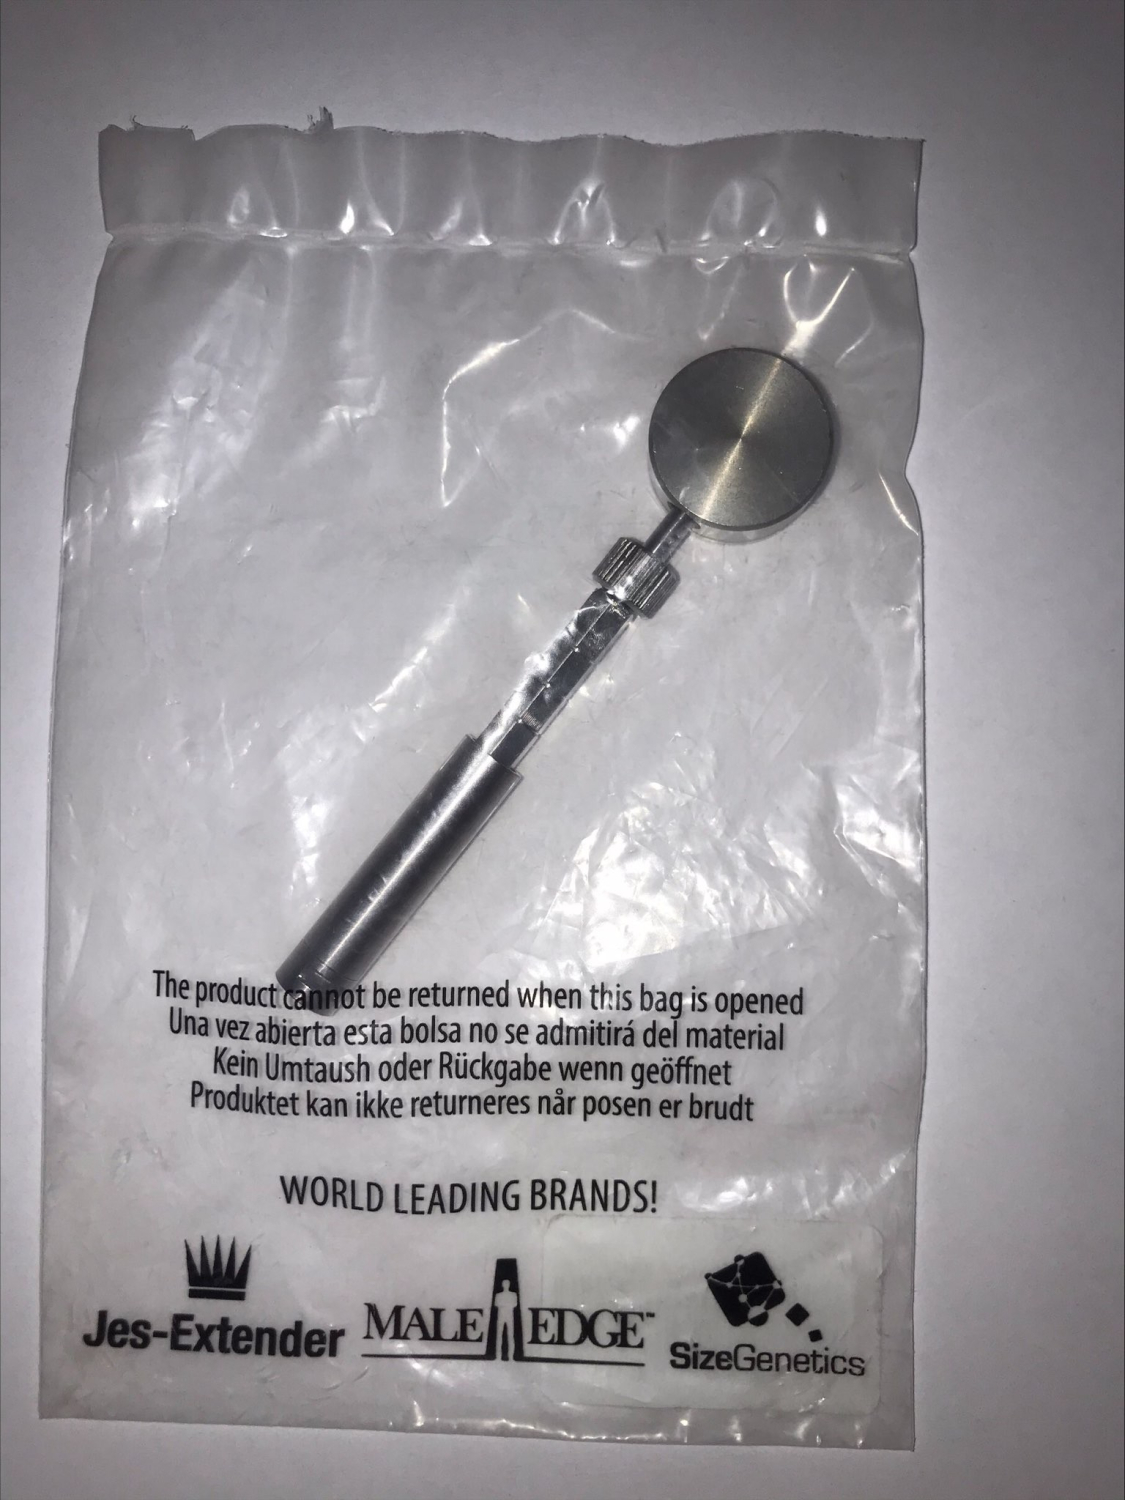 The product cannot be returned when this bag is opened
Una vez abierta esta bolsa no se admitirá del material
Kein Umtaush oder Rückgabe wenn geöffnet
Produktet kan ikke returneres når posen er brudt
WORLD LEADING BRANDS!
Jes-Extender MALE EDGE™ SizeGenetics